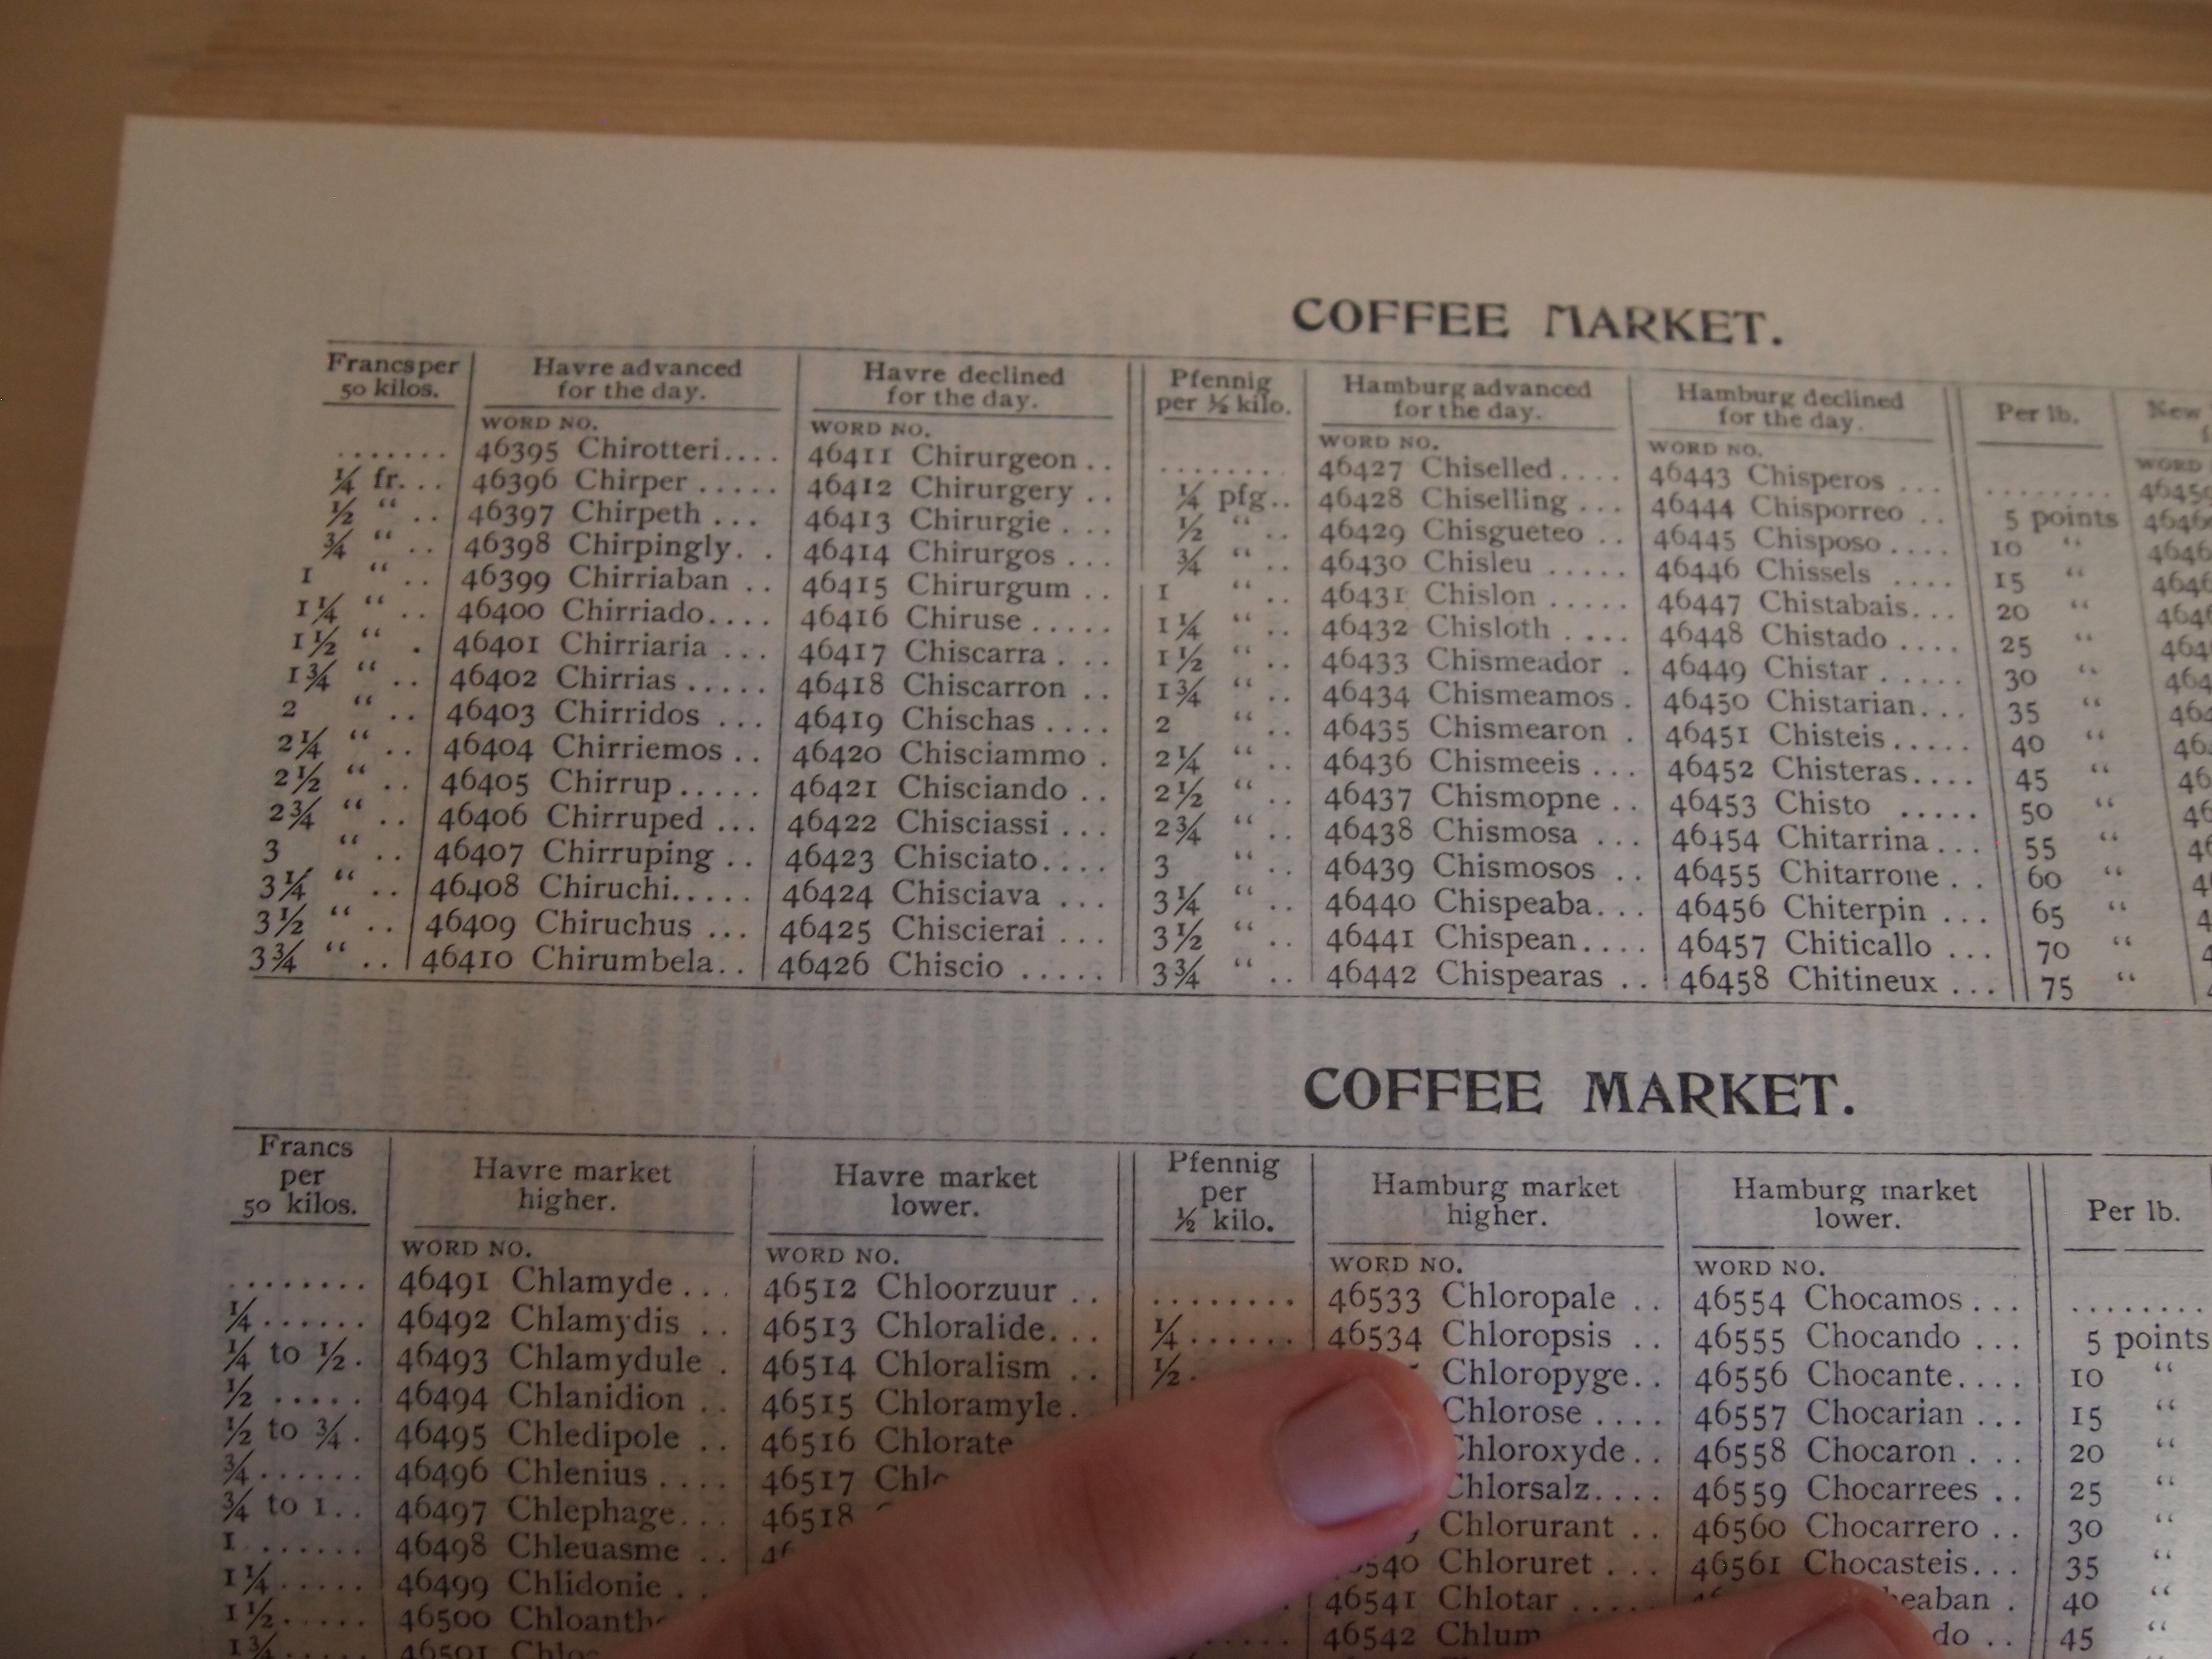 COFFEE MARKET.
Francs per 50 kilos. Havre advanced for the day. Havre declined for the day. Pfennig per ½ kilo. Hamburg advanced for the day. Hamburg declined for the day. Per lb. New
WORD NO. WORD NO. WORD NO. WORD NO. WORD
....... 46395 Chirotteri.... 46411 Chirurgeon .. ........ 46427 Chiselled.... 46443 Chisperos ... ........
¼ fr... 46396 Chirper ..... 46412 Chirurgery .. ¼ pfg.. 46428 Chiselling ... 46444 Chisporreo .. 5 points
½ “ .. 46397 Chirpeth ... 46413 Chirurgie ... ½ “ .. 46429 Chisgueteo .. 46445 Chisposo.... 10 “
¾ “ .. 46398 Chirpingly. . 46414 Chirurgos ... ¾ “ .. 46430 Chisleu ..... 46446 Chissels .... 15 “
1 “ .. 46399 Chirriaban .. 46415 Chirurgum .. 1 “ .. 46431 Chislon ..... 46447 Chistabais... 20 “
1¼ “ .. 46400 Chirriado.... 46416 Chiruse ..... 1¼ “ .. 46432 Chisloth .... 46448 Chistado .... 25 “
1½ “ . 46401 Chirriaria ... 46417 Chiscarra . .. 1½ “ .. 46433 Chismeador . 46449 Chistar ..... 30 “
1¾ “ .. 46402 Chirrias ..... 46418 Chiscarron .. 1¾ “ .. 46434 Chismeamos . 46450 Chistarian... 35 “
2 “ .. 46403 Chirridos ... 46419 Chischas .... 2 “ .. 46435 Chismearon . 46451 Chisteis..... 40 “
2¼ “ .. 46404 Chirriemos .. 46420 Chisciammo . 2¼ “ .. 46436 Chismeeis ... 46452 Chisteras.... 45 “
2½ “ .. 46405 Chirrup..... 46421 Chisciando .. 2½ “ .. 46437 Chismopne .. 46453 Chisto ..... 50 “
2¾ “ .. 46406 Chirruped ... 46422 Chisciassi ... 2¾ “ .. 46438 Chismosa ... 46454 Chitarrina ... 55 “
3 “ .. 46407 Chirruping .. 46423 Chisciato.... 3 “ .. 46439 Chismosos .. 46455 Chitarrone . . 60 “
3¼ “ .. 46408 Chiruchi..... 46424 Chisciava ... 3¼ “ .. 46440 Chispeaba... 46456 Chiterpin ... 65 “
3½ “ .. 46409 Chiruchus ... 46425 Chiscierai ... 3½ “ .. 46441 Chispean.... 46457 Chiticallo ... 70 “
3¾ “ .. 46410 Chirumbela.. 46426 Chiscio ..... 3¾ “ .. 46442 Chispearas .. 46458 Chitineux ... 75 “
COFFEE MARKET.
Francs per 50 kilos. Havre market higher. Havre market lower. Pfennig per ½ kilo. Hamburg market higher. Hamburg market lower. Per lb.
WORD NO. WORD NO. WORD NO. WORD NO.
........ 46491 Chlamyde ... 46512 Chloorzuur .. ........ 46533 Chloropale .. 46554 Chocamos ... ........
¼...... 46492 Chlamydis .. 46513 Chloralide... ¼...... 46534 Chloropsis .. 46555 Chocando ... 5 points
¼ to ½. 46493 Chlamydule . 46514 Chloralism .. ½. Chloropyge.. 46556 Chocante.... 10 “
½ ..... 46494 Chlanidion .. 46515 Chloramyle. Chlorose .... 46557 Chocarian ... 15 “
½ to ¾. 46495 Chledipole .. 46516 Chlorate Chloroxyde.. 46558 Chocaron ... 20 “
¾...... 46496 Chlenius .... 46517 Chlorsalz.... 46559 Chocarrees .. 25 “
¾ to 1.. 46497 Chlephage... 46518 Chlorurant .. 46560 Chocarrero .. 30 “
1 ...... 46498 Chleuasme .. Chloruret ... 46561 Chocasteis... 35 “
1¼..... 46499 Chlidonie .. 46541 Chlotar .... 40 “
1½..... 46500 46542 45 “
1¾.....